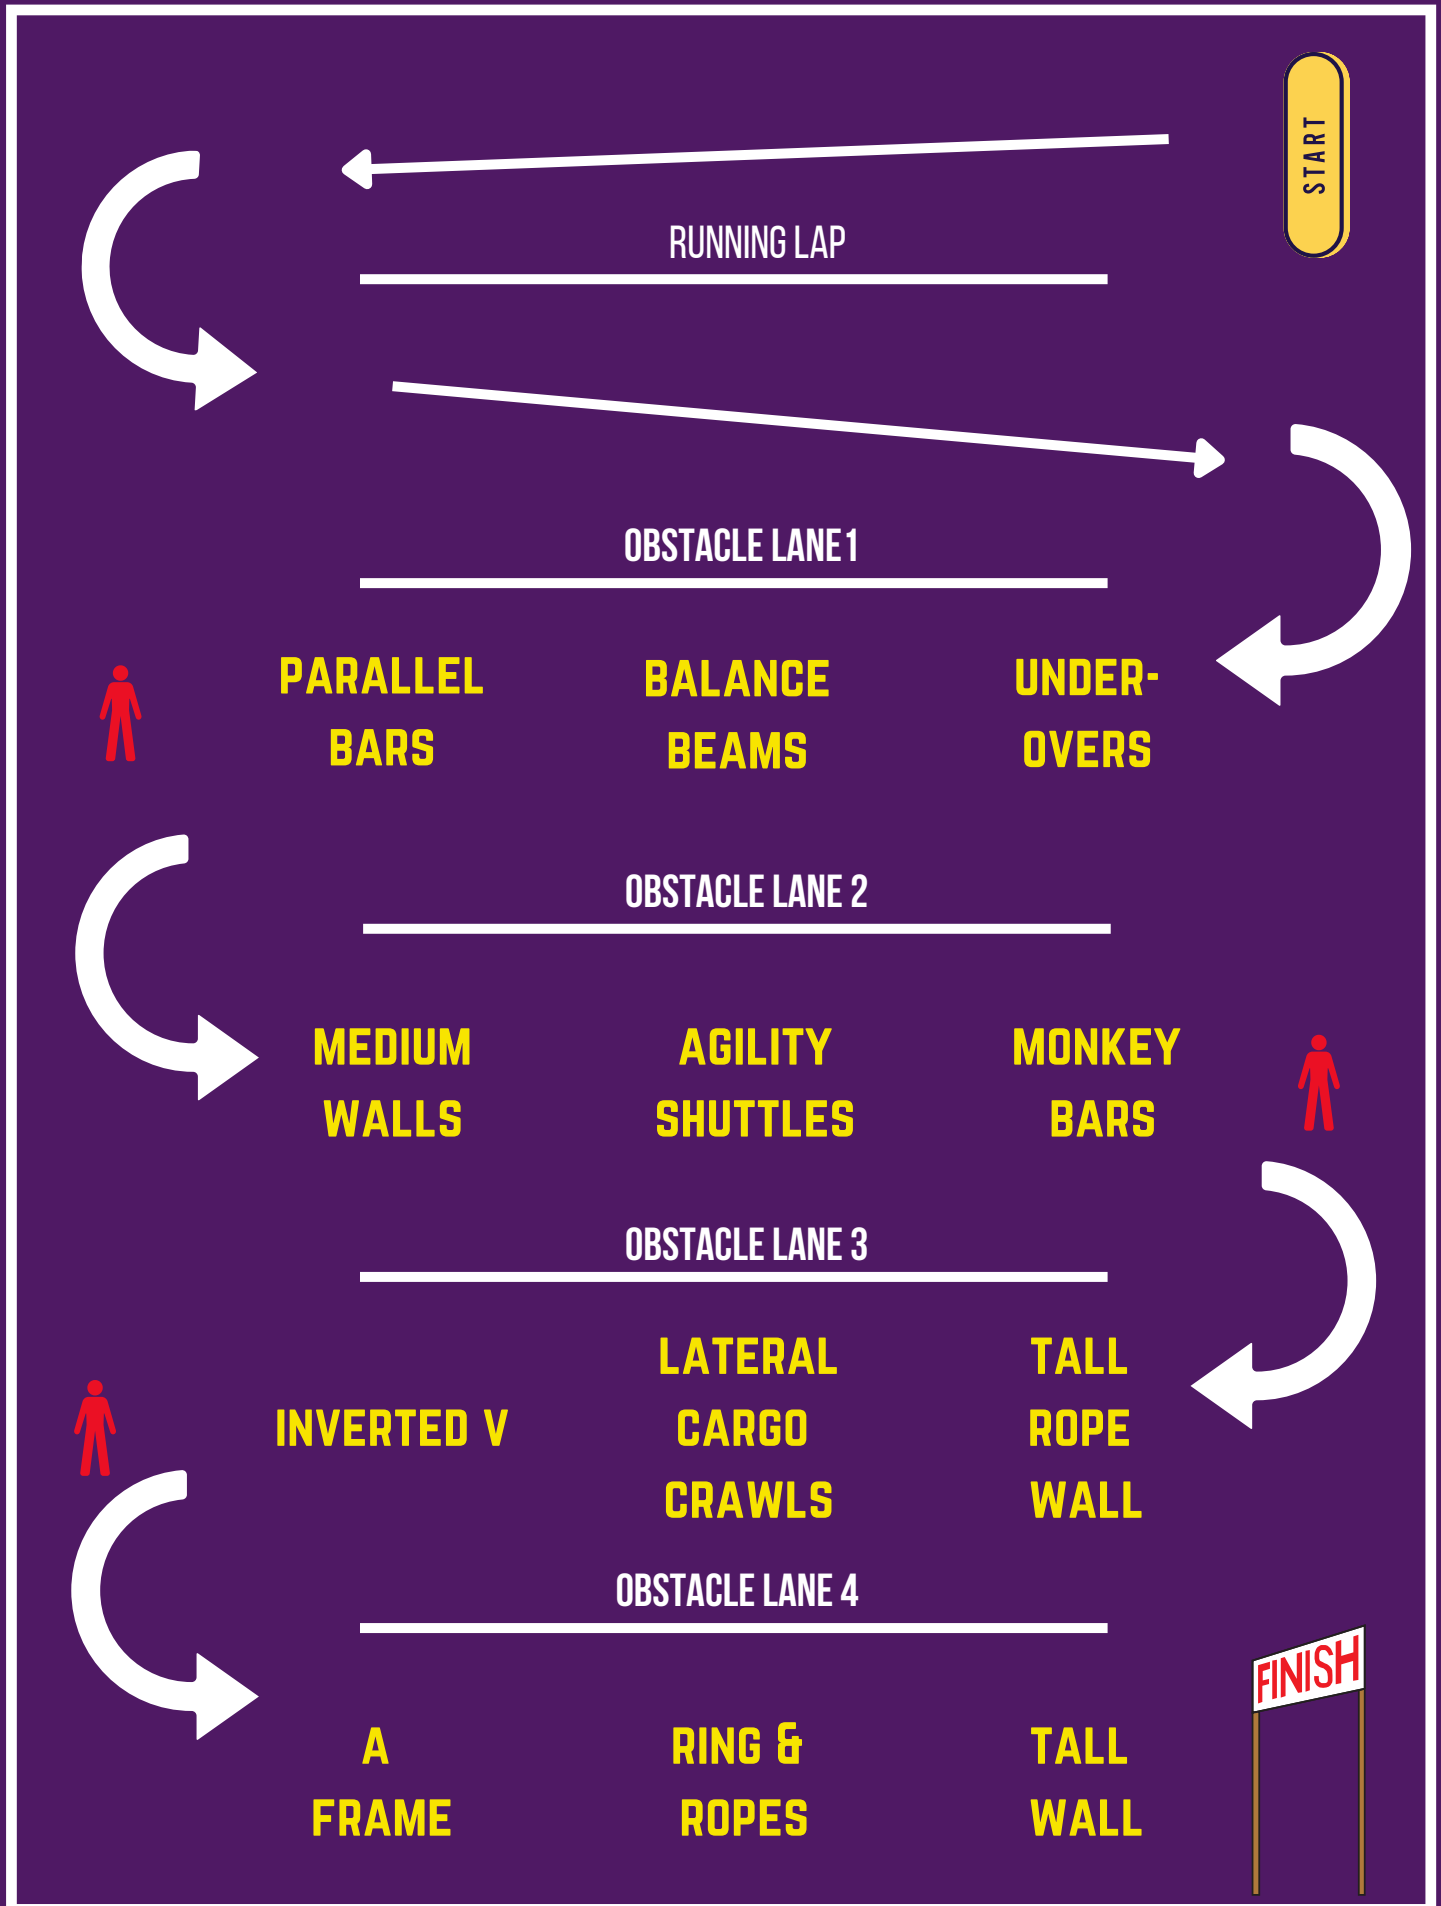 START
RUNNING LAP
OBSTACLE LANE1
PARALLEL
BARS
BALANCE
BEAMS
UNDER-
OVERS
OBSTACLE LANE 2
MEDIUM
WALLS
AGILITY
SHUTTLES
MONKEY
BARS
OBSTACLE LANE 3
INVERTED V
LATERAL
CARGO
CRAWLS
TALL
ROPE
WALL
OBSTACLE LANE 4
FINISH
A
FRAME
RING &
ROPES
TALL
WALL